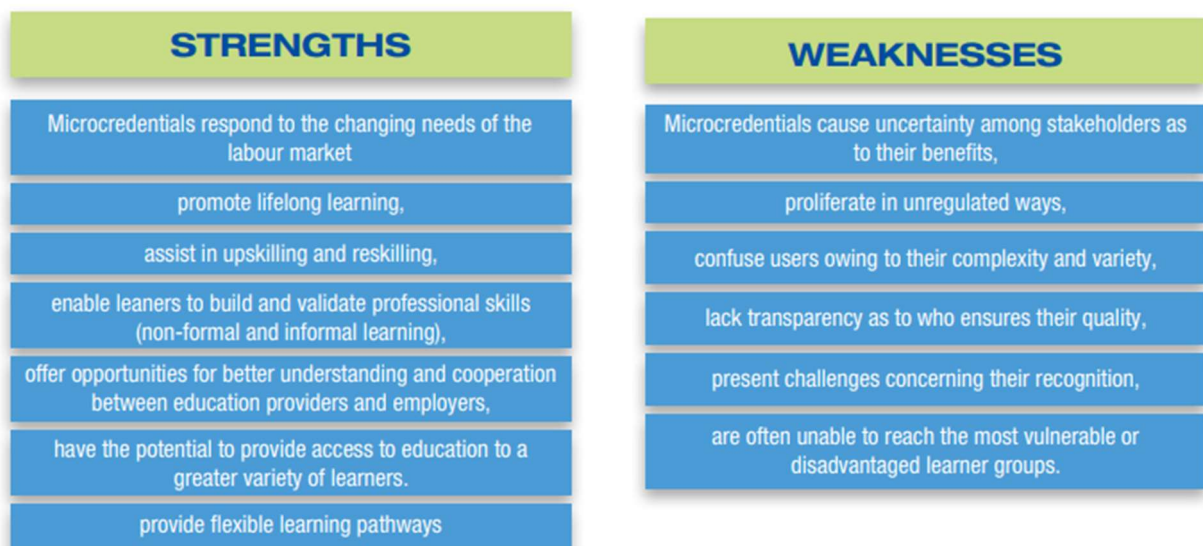 STRENGTHS
Microcredentials respond to the changing needs of the
labour market
promote lifelong learning,
assist in upskilling and reskilling,
enable leaners to build and validate professional skills
(non-formal and informal learning),
offer opportunities for better understanding and cooperation
between education providers and employers,
have the potential to provide access to education to a
greater variety of learners.
provide flexible learning pathways
WEAKNESSES
Microcredentials cause uncertainty among stakeholders as
to their benefits,
proliferate in unregulated ways,
confuse users owing to their complexity and variety,
lack transparency as to who ensures their quality,
present challenges concerning their recognition,
are often unable to reach the most vulnerable or
disadvantaged learner groups.